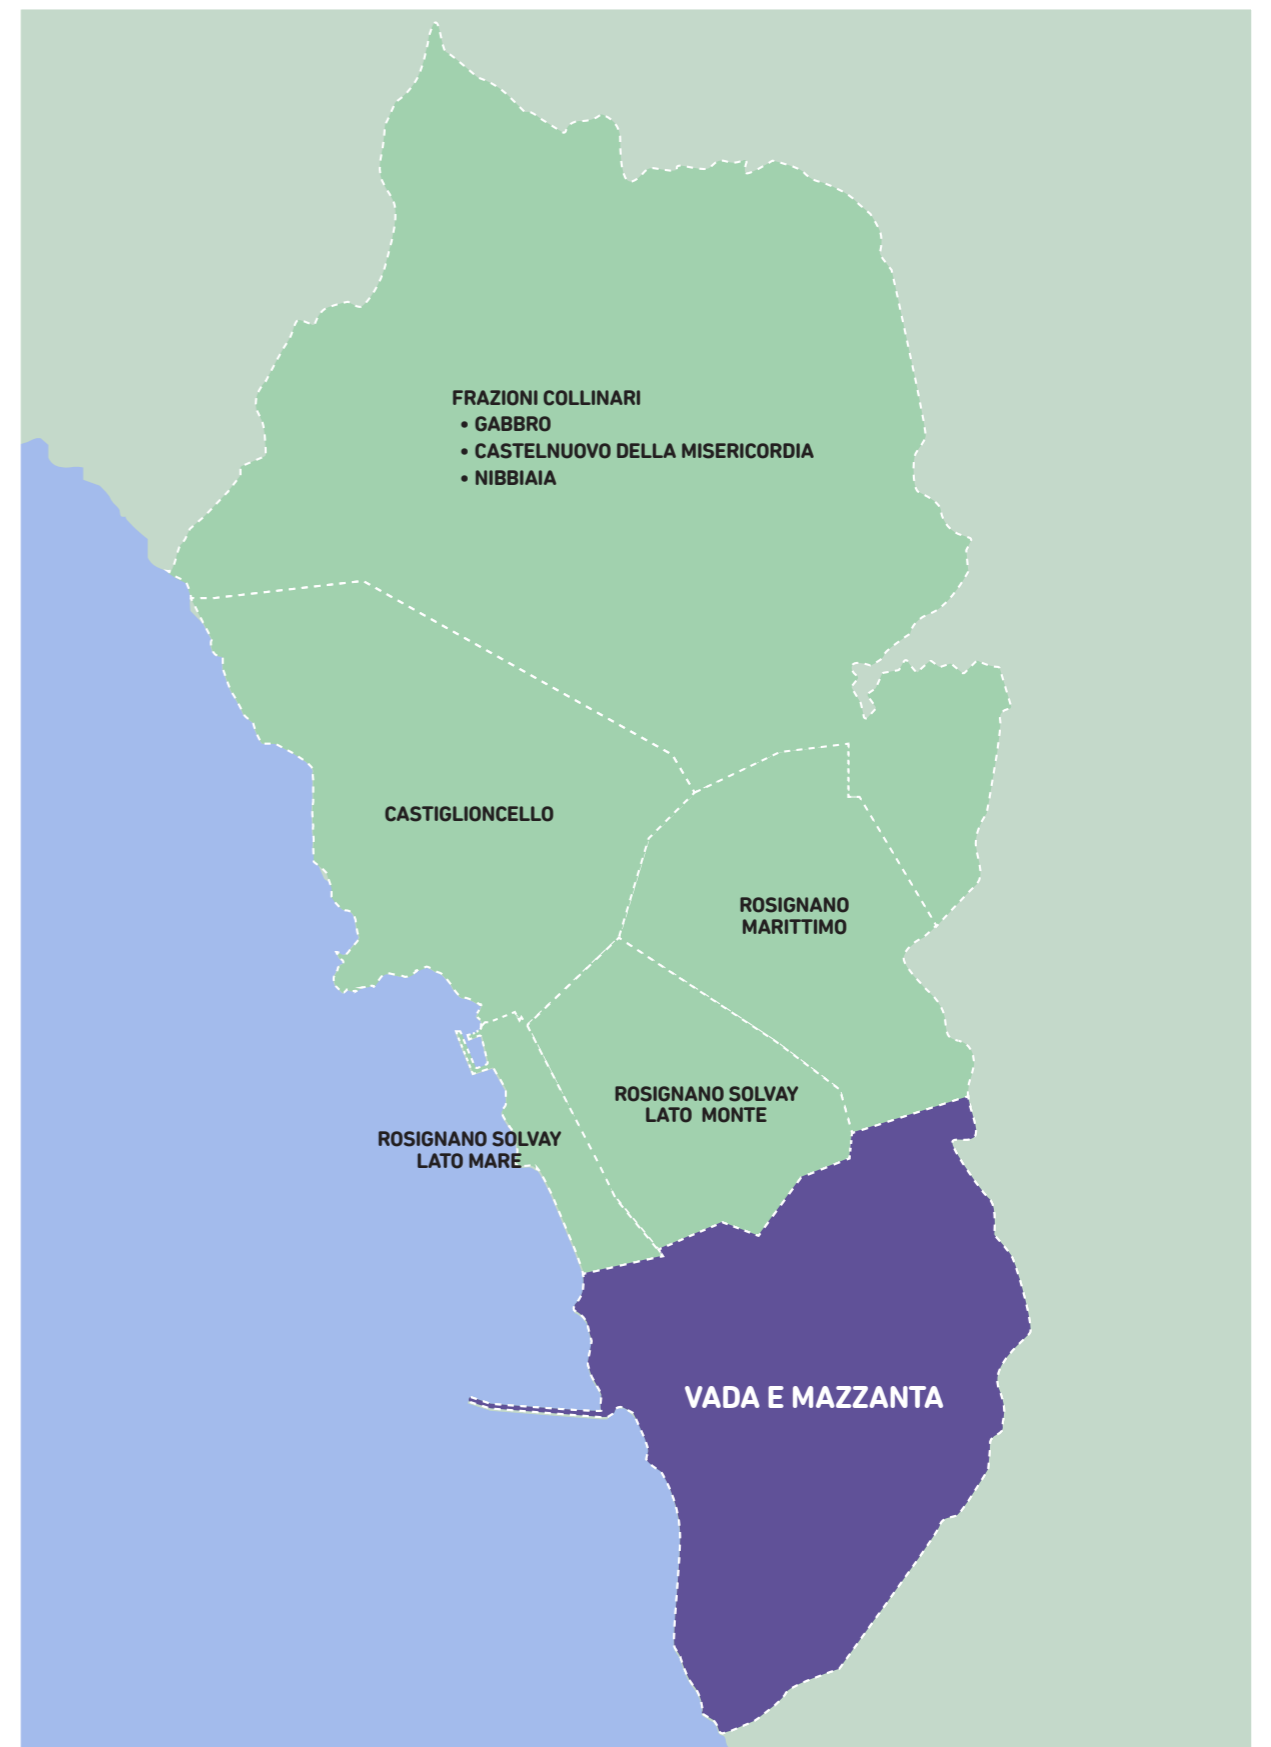 FRAZIONI COLLINARI
• GABBRO
• CASTELNUOVO DELLA MISERICORDIA
• NIBBIAIA
CASTIGLIONCELLO
ROSIGNANO
MARITTIMO
ROSIGNANO SOLVAY
LATO MONTE
ROSIGNANO SOLVAY
LATO MARE
VADA E MAZZANTA